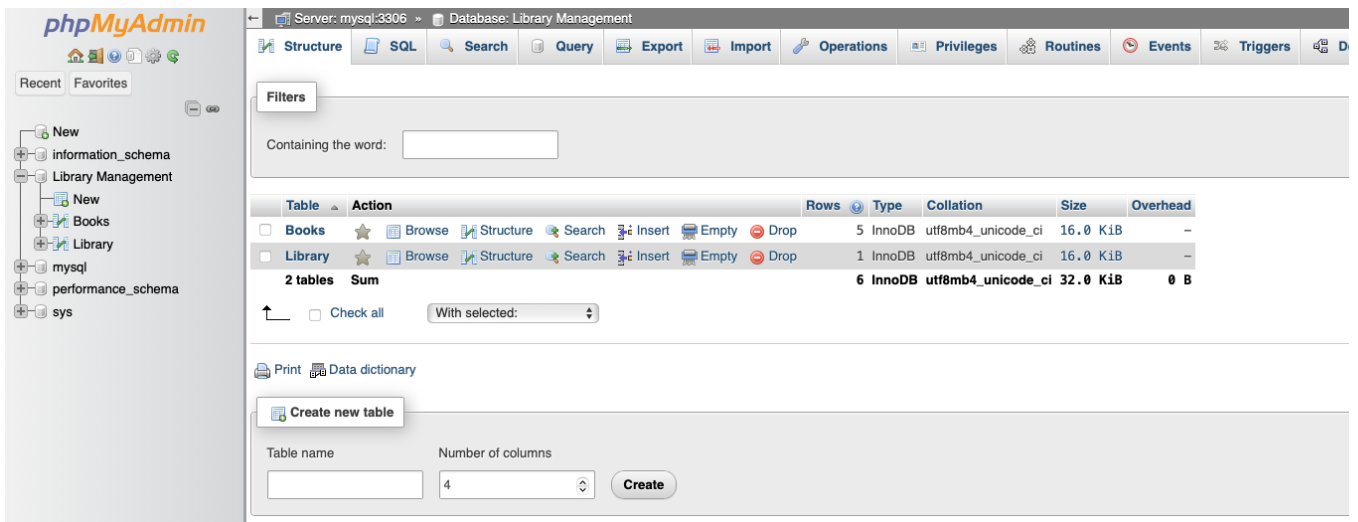 phpMyAdmin
Recent Favorites
New
information_schema
Library Management
New
Books
Library
mysql
performance_schema
sys
Server: mysql:3306 » Database: Library Management
Structure SQL Search Query Export Import Operations Privileges Routines Events Triggers D
Filters
Containing the word:
Table Action Rows Type Collation Size Overhead
Books Browse Structure Search Insert Empty Drop 5 InnoDB utf8mb4_unicode_ci 16.0 KiB –
Library Browse Structure Search Insert Empty Drop 1 InnoDB utf8mb4_unicode_ci 16.0 KiB –
2 tables Sum 6 InnoDB utf8mb4_unicode_ci 32.0 KiB 0 B
Check all With selected:
Print Data dictionary
Create new table
Table name Number of columns
4 Create